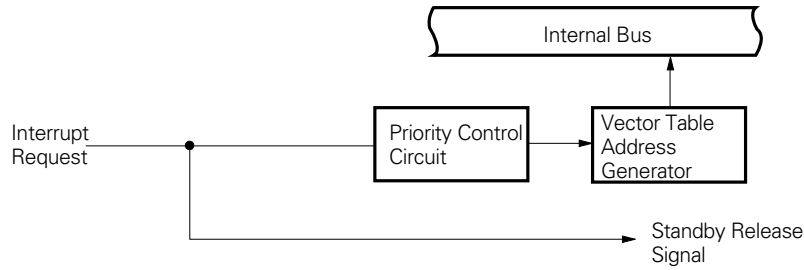 Internal Bus
Interrupt
Request
Priority Control
Circuit
Vector Table
Address
Generator
Standby Release
Signal